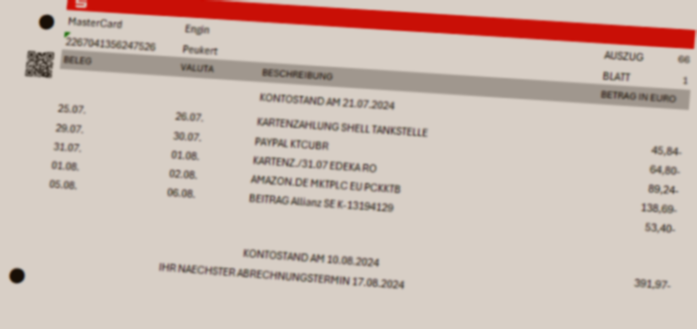 S
MasterCard Engin AUSZUG 66
2267041356247526 Peukert BLATT 1
BELEG VALUTA BESCHREIBUNG BETRAG IN EURO
KONTOSTAND AM 21.07.2024
25.07. 26.07. KARTENZAHLUNG SHELL TANKSTELLE 45,84-
29.07. 30.07. PAYPAL KTCUBR 64,80-
31.07. 01.08. KARTENZ./31.07 EDEKA RO 89,24-
01.08. 02.08. AMAZON.DE MKTPLC EU PCKXTB 138,69-
05.08. 06.08. BEITRAG Allianz SE K-13194129 53,40-
KONTOSTAND AM 10.08.2024 391,97-
IHR NAECHSTER ABRECHNUNGSTERMIN 17.08.2024